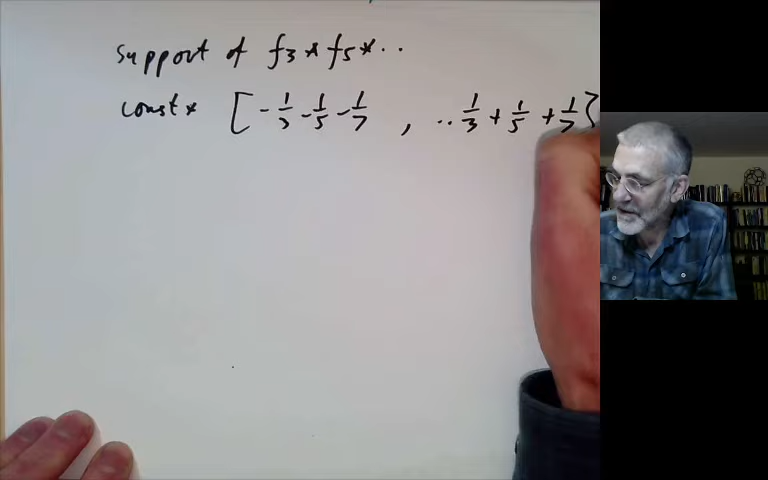 support of f3 * f5 * ..
const * [ - 1/3 - 1/5 - 1/7 , .. 1/3 + 1/5 + 1/7 ]